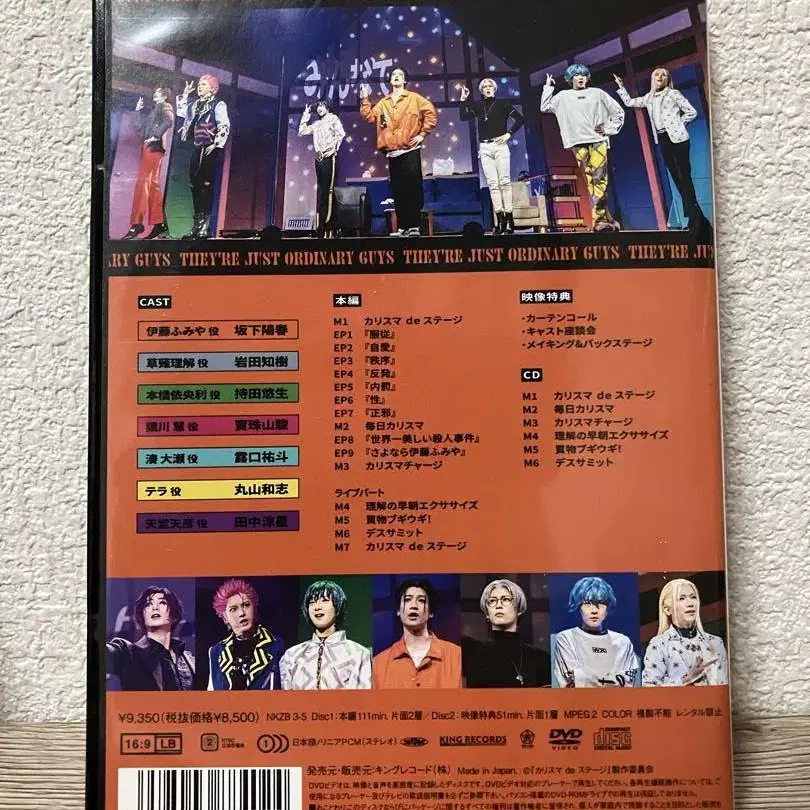 みんなで
ARY GUYS THEY'RE JUST ORDINARY GUYS THEY'RE JUST ORDINARY GUYS THEY'RE JUS
CAST
伊藤ふみや 役 坂下陽春
草薙理解 役 岩田知樹
本橋依央利 役 持田悠生
猿川 慧 役 寶珠山駿
湊 大瀬 役 露口祐斗
テラ 役 丸山和志
天堂天彦 役 田中涼星
本編
M1 カリスマ de ステージ
EP1 『服従』
EP2 『自愛』
EP3 『秩序』
EP4 『反発』
EP5 『内罰』
EP6 『性』
EP7 『正邪』
M2 毎日カリスマ
EP8 『世界一美しい殺人事件』
EP9 『さよなら伊藤ふみや』
M3 カリスマチャージ
ライブパート
M4 理解の早朝エクササイズ
M5 買物ブギウギ!
M6 デスサミット
M7 カリスマ de ステージ
映像特典
・カーテンコール
・キャスト座談会
・メイキング&バックステージ
CD
M1 カリスマ de ステージ
M2 毎日カリスマ
M3 カリスマチャージ
M4 理解の早朝エクササイズ
M5 買物ブギウギ!
M6 デスサミット
¥9,350(税抜価格¥8,500) NKZB 3-5 Disc1:本編111min. 片面2層/Disc2:映像特典51min. 片面1層 MPEG 2 COLOR 複製不能 レンタル禁止
16:9 LB 2 日本語/リニアPCM(ステレオ) KING RECORDS DVD VIDEO COMPACT disc DIGITAL AUDIO
発売元・販売元:キングレコード(株) Made in Japan. ©『カリスマ de ステージ』製作委員会